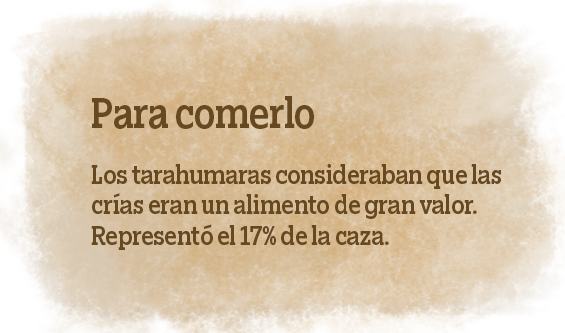 Para comerlo
Los tarahumaras consideraban que las
crías eran un alimento de gran valor.
Representó el 17% de la caza.